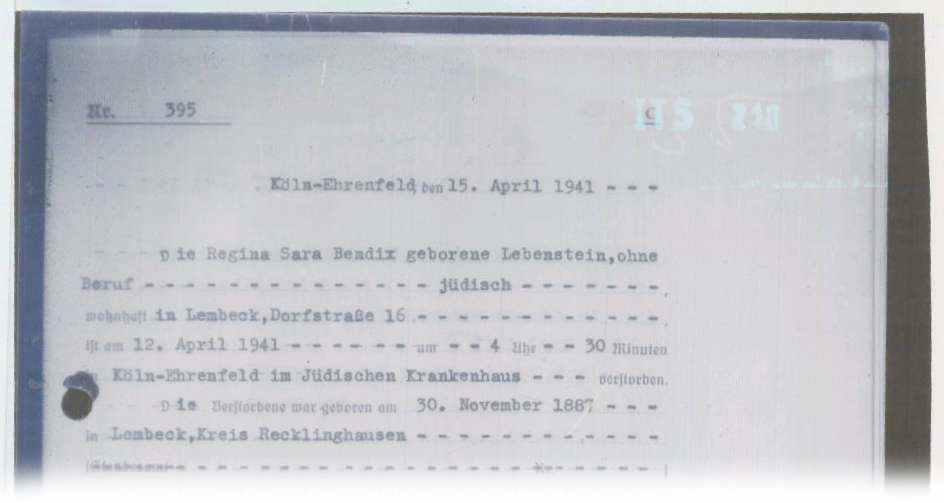 Nr. 395 C
Köln-Ehrenfeld, den 15. April 1941 - - -
Die Regina Sara Bendix geborene Lebenstein, ohne
Beruf - - - - - - - - - - - - - - jüdisch - - - - - - -,
wohnhaft in Lembeck, Dorfstraße 16 - - - - - - - - - - - -,
ist am 12. April 1941 - - - - - - um - - 4 Uhr - - 30 Minuten
in Köln-Ehrenfeld im Jüdischen Krankenhaus - - - verstorben.
Die Verstorbene war geboren am 30. November 1887 - - -
in Lembeck, Kreis Recklinghausen - - - - - - - - - - - -
(Standesamt - - - - - - - - - - - - - - - - - Nr. - - - - - )